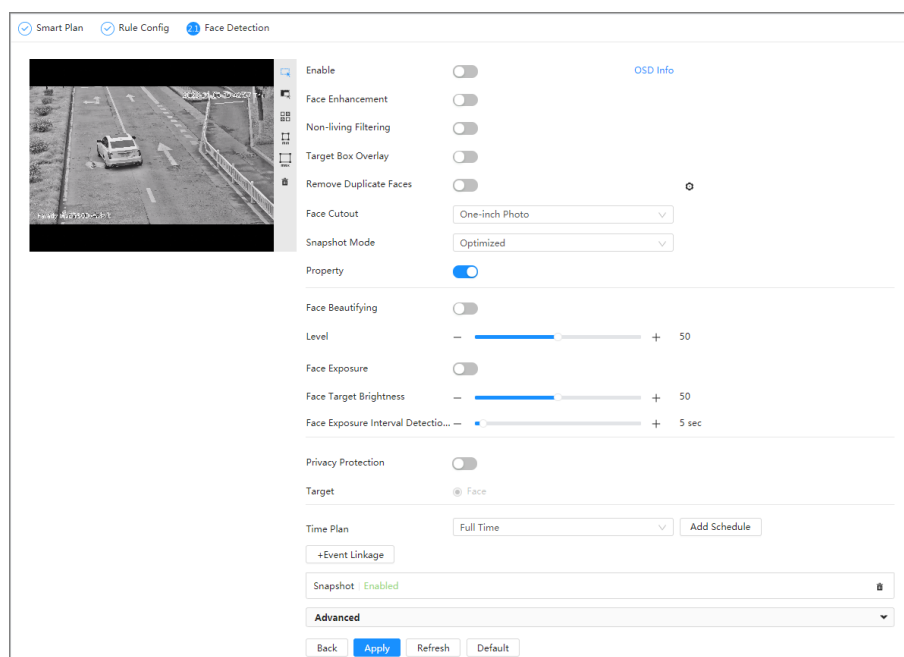 Smart Plan Rule Config 2.1 Face Detection
Enable OSD Info
Face Enhancement
Non-living Filtering
Target Box Overlay
Remove Duplicate Faces
Face Cutout One-inch Photo
Snapshot Mode Optimized
Property
Face Beautifying
Level − + 50
Face Exposure
Face Target Brightness − + 50
Face Exposure Interval Detectio... − + 5 sec
Privacy Protection
Target Face
Time Plan Full Time Add Schedule
+Event Linkage
Snapshot | Enabled
Advanced
Back Apply Refresh Default